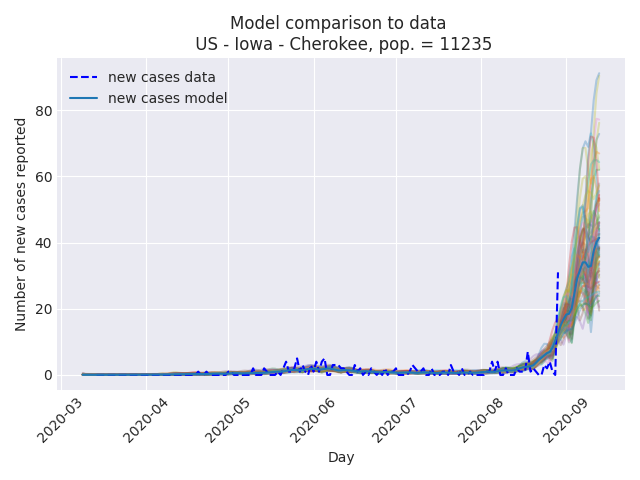 Model comparison to data
US - Iowa - Cherokee, pop. = 11235
new cases data
new cases model
Number of new cases reported
80
60
40
20
0
2020-03
2020-04
2020-05
2020-06
2020-07
2020-08
2020-09
Day